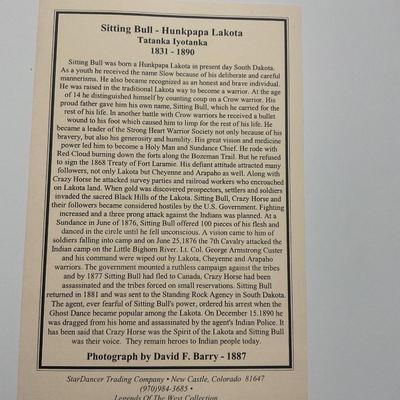 Sitting Bull - Hunkpapa Lakota
Tatanka Iyotanka
1831 - 1890
Sitting Bull was born a Hunkpapa Lakota in present day South Dakota.
As a youth he received the name Slow because of his deliberate and careful
mannerisms. He also became recognized as an honest and brave individual.
He was raised in the traditional Lakota way to become a warrior. At the age
of 14 he distinguished himself by counting coup on a Crow warrior. His
proud father gave him his own name, Sitting Bull, which he carried for the
rest of his life. In another battle with Crow warriors he received a bullet
wound to his foot which caused him to limp for the rest of his life. He
became a leader of the Strong Heart Warrior Society not only because of his
bravery, but also his generosity and humility. His great vision and medicine
power led him to become a Holy Man and Sundance Chief. He rode with
Red Cloud burning down the forts along the Bozeman Trail. But he refused
to sign the 1868 Treaty of Fort Laramie. His defiant attitude attracted many
followers, not only Lakota but Cheyenne and Arapaho as well. Along with
Crazy Horse he attacked survey parties and railroad workers who encroached
on Lakota land. When gold was discovered prospectors, settlers and soldiers
invaded the sacred Black Hills of the Lakota. Sitting Bull, Crazy Horse and
their followers became considered hostiles by the U.S. Government. Fighting
increased and a three prong attack against the Indians was planned. At a
Sundance in June of 1876, Sitting Bull offered 100 pieces of his flesh and
danced in the circle until he fell unconscious. A vision came to him of
soldiers falling into camp and on June 25,1876 the 7th Cavalry attacked the
Indian camp on the Little Bighorn River. Lt. Col. George Armstrong Custer
and his command were wiped out by Lakota, Cheyenne and Arapaho
warriors. The government mounted a ruthless campaign against the tribes
and by 1877 Sitting Bull had fled to Canada, Crazy Horse had been
assassinated and the tribes forced on small reservations. Sitting Bull
returned in 1881 and was sent to the Standing Rock Agency in South Dakota.
The agent, ever fearful of Sitting Bull's power, ordered his arrest when the
Ghost Dance became popular among the Lakota. On December 15,1890 he
was dragged from his home and assassinated by the agent's Indian Police. It
has been said that Crazy Horse was the Spirit of the Lakota and Sitting Bull
was their voice. They remain heroes to Indian people today.
Photograph by David F. Barry - 1887
StarDancer Trading Company • New Castle, Colorado 81647
(970)984-3685 •
Legends Of The West Collection